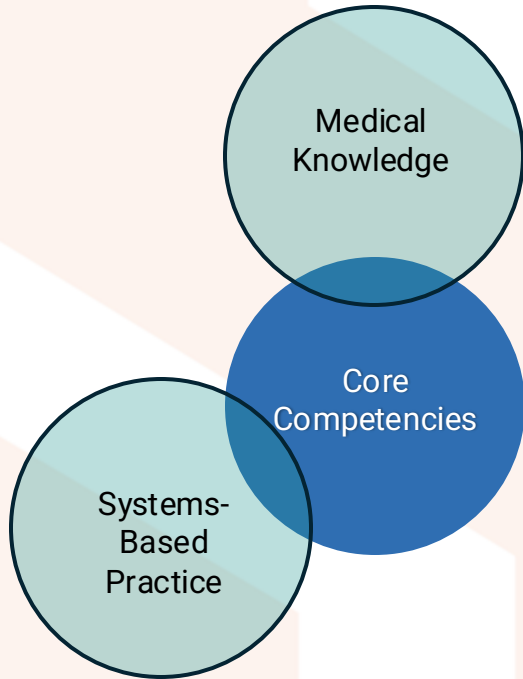 Medical
Knowledge
Core
Competencies
Systems-
Based
Practice